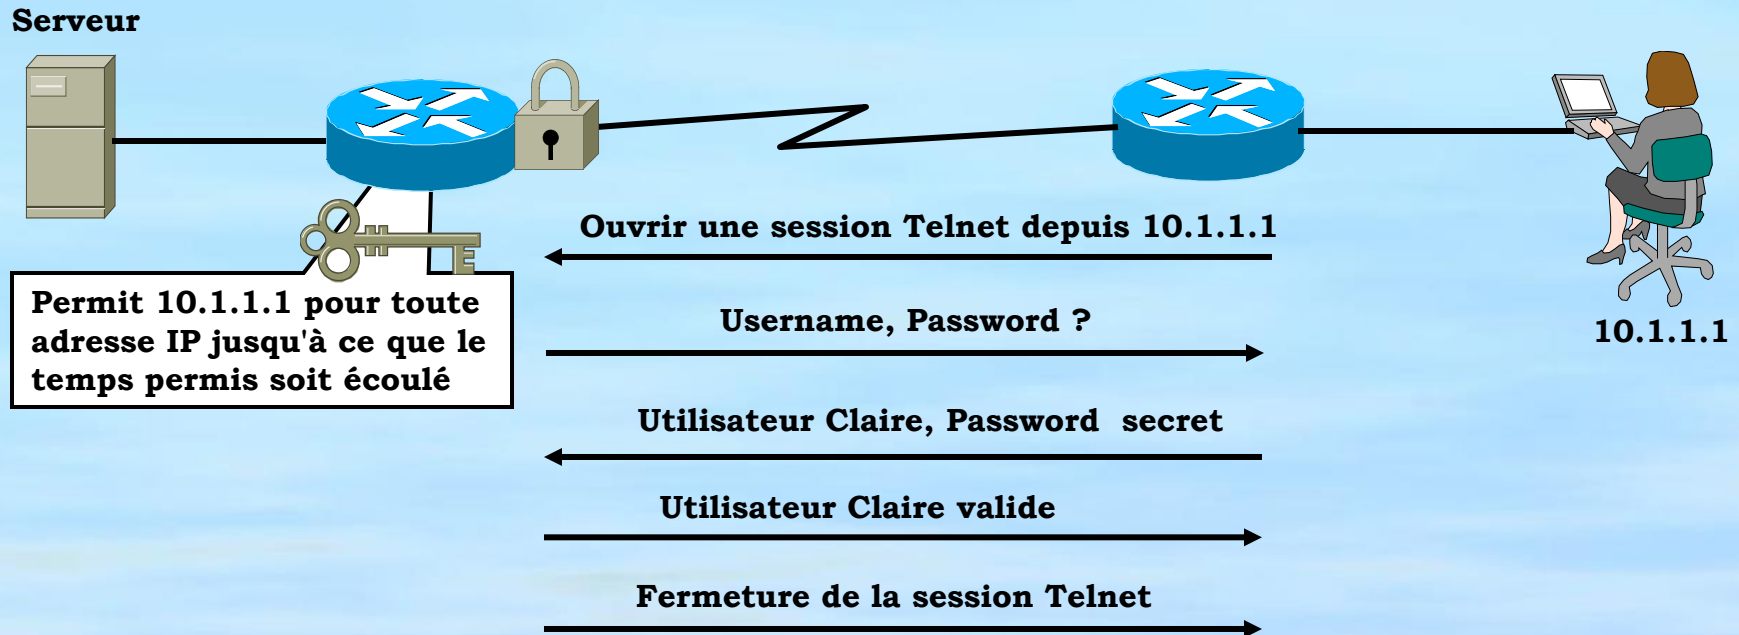 Serveur
Ouvrir une session Telnet depuis 10.1.1.1
Permit 10.1.1.1 pour toute
adresse IP jusqu'à ce que le
temps permis soit écoulé
Username, Password ?
10.1.1.1
Utilisateur Claire, Password  secret
Utilisateur Claire valide
Fermeture de la session Telnet